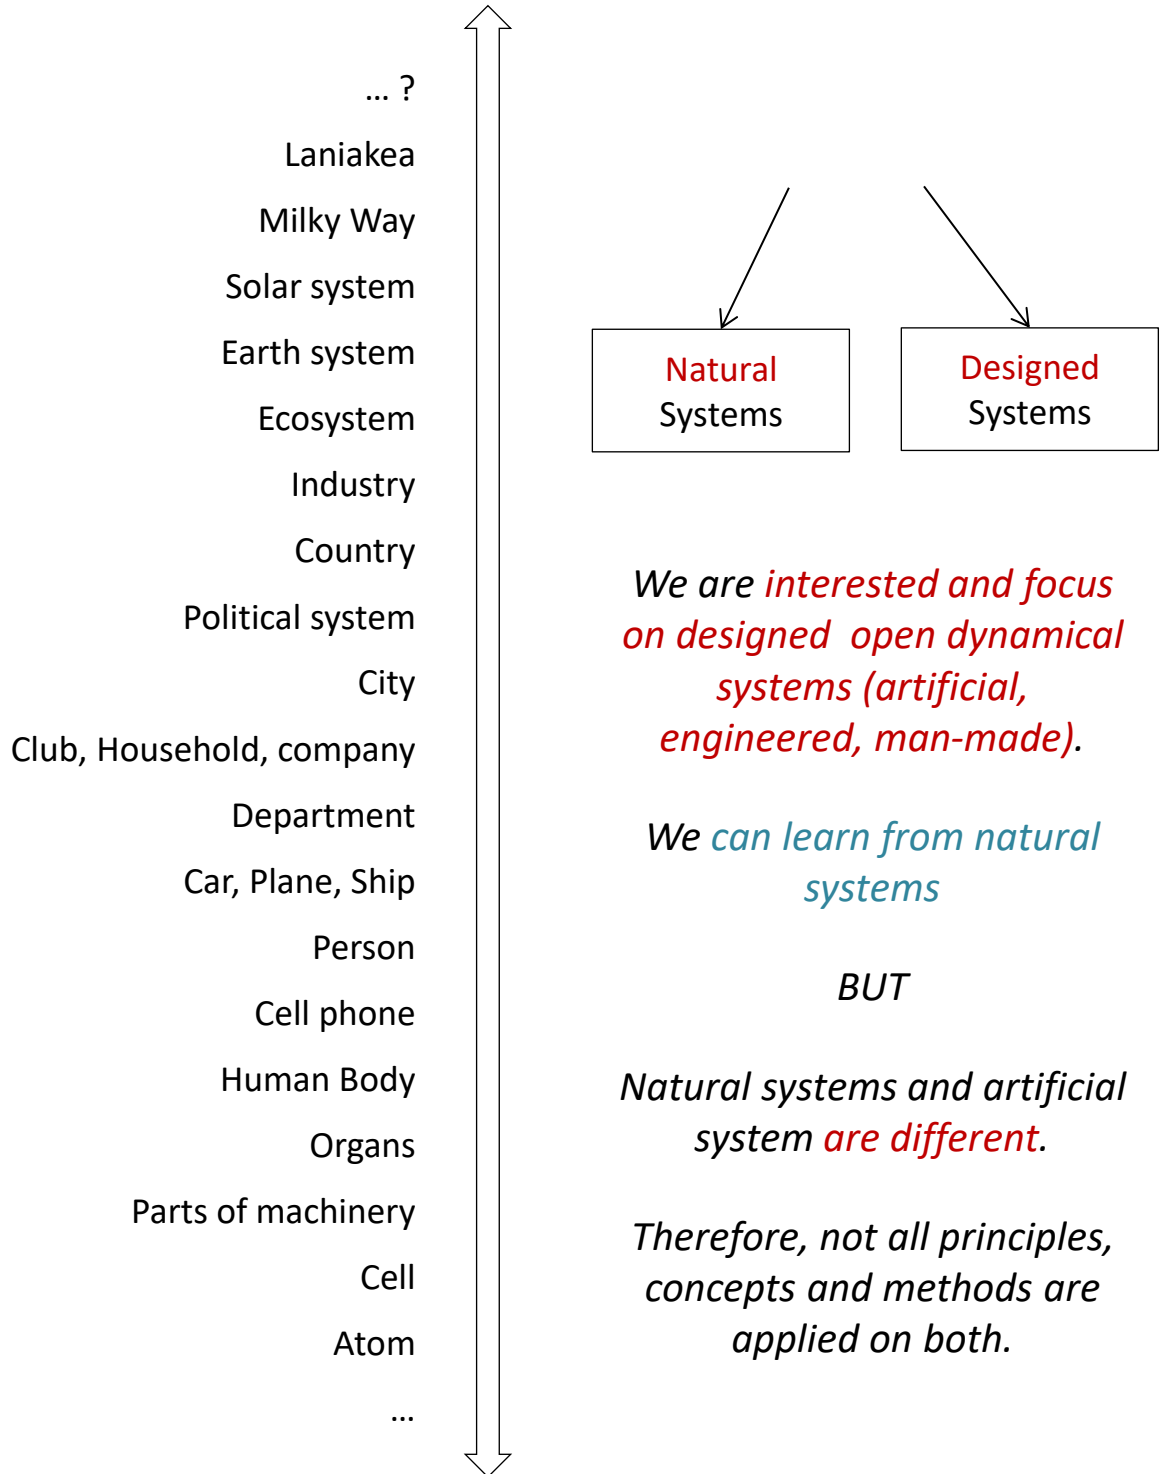 … ?
Laniakea
Milky Way
Solar system
Earth system
Ecosystem
Industry
Country
Political system
City
Club, Household, company
Department
Car, Plane, Ship
Person
Cell phone
Human Body
Organs
Parts of machinery
Cell
Atom
…
Natural
Systems
Designed
Systems
We are interested and focus
on designed  open dynamical
systems (artificial,
engineered, man-made).
We can learn from natural
systems
BUT
Natural systems and artificial
system are different.
Therefore, not all principles,
concepts and methods are
applied on both.